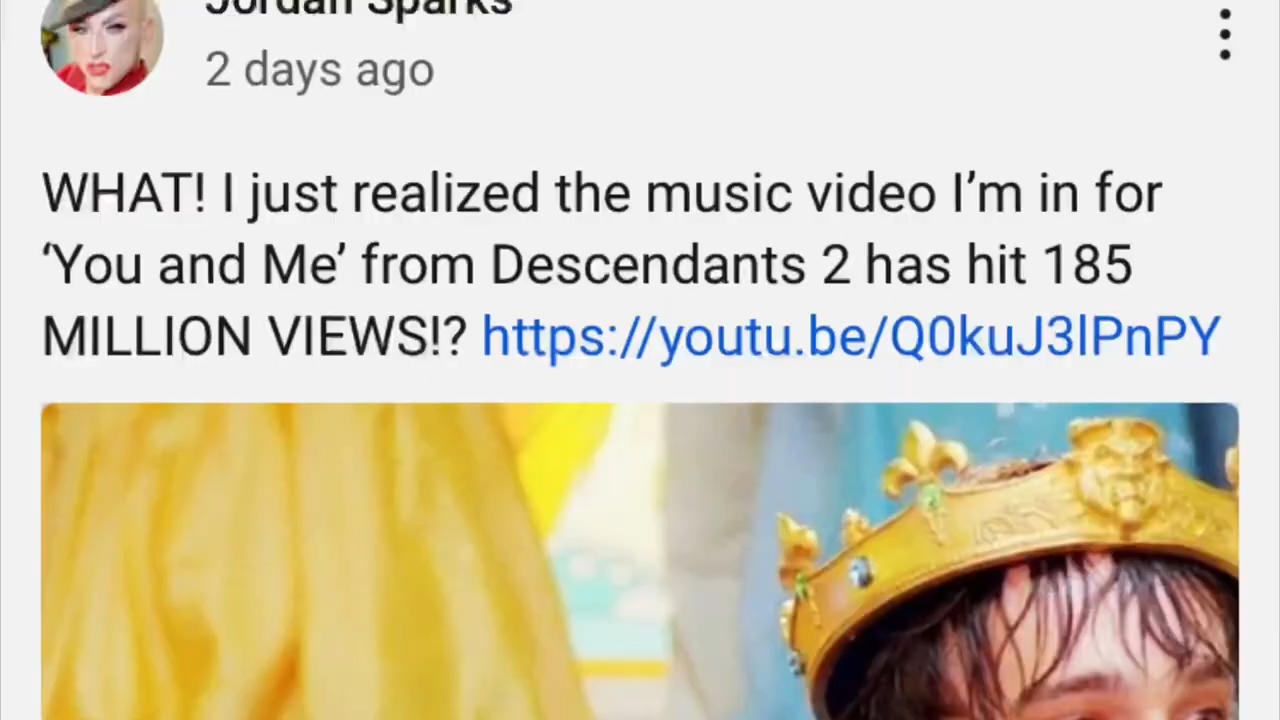 Jordan Sparks
2 days ago
WHAT! I just realized the music video I’m in for
‘You and Me’ from Descendants 2 has hit 185
MILLION VIEWS!? https://youtu.be/Q0kuJ3lPnPY